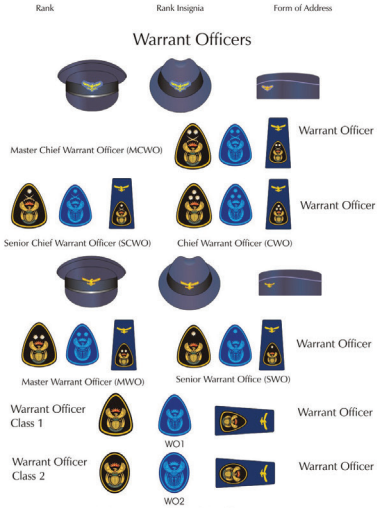 Rank Rank Insignia Form of Address
Warrant Officers
Warrant Officer
Master Chief Warrant Officer (MCWO)
Warrant Officer
Senior Chief Warrant Officer (SCWO) Chief Warrant Officer (CWO)
Warrant Officer
Master Warrant Officer (MWO) Senior Warrant Office (SWO)
Warrant Officer
Class 1
Warrant Officer
WO1
Warrant Officer
Class 2
Warrant Officer
WO2